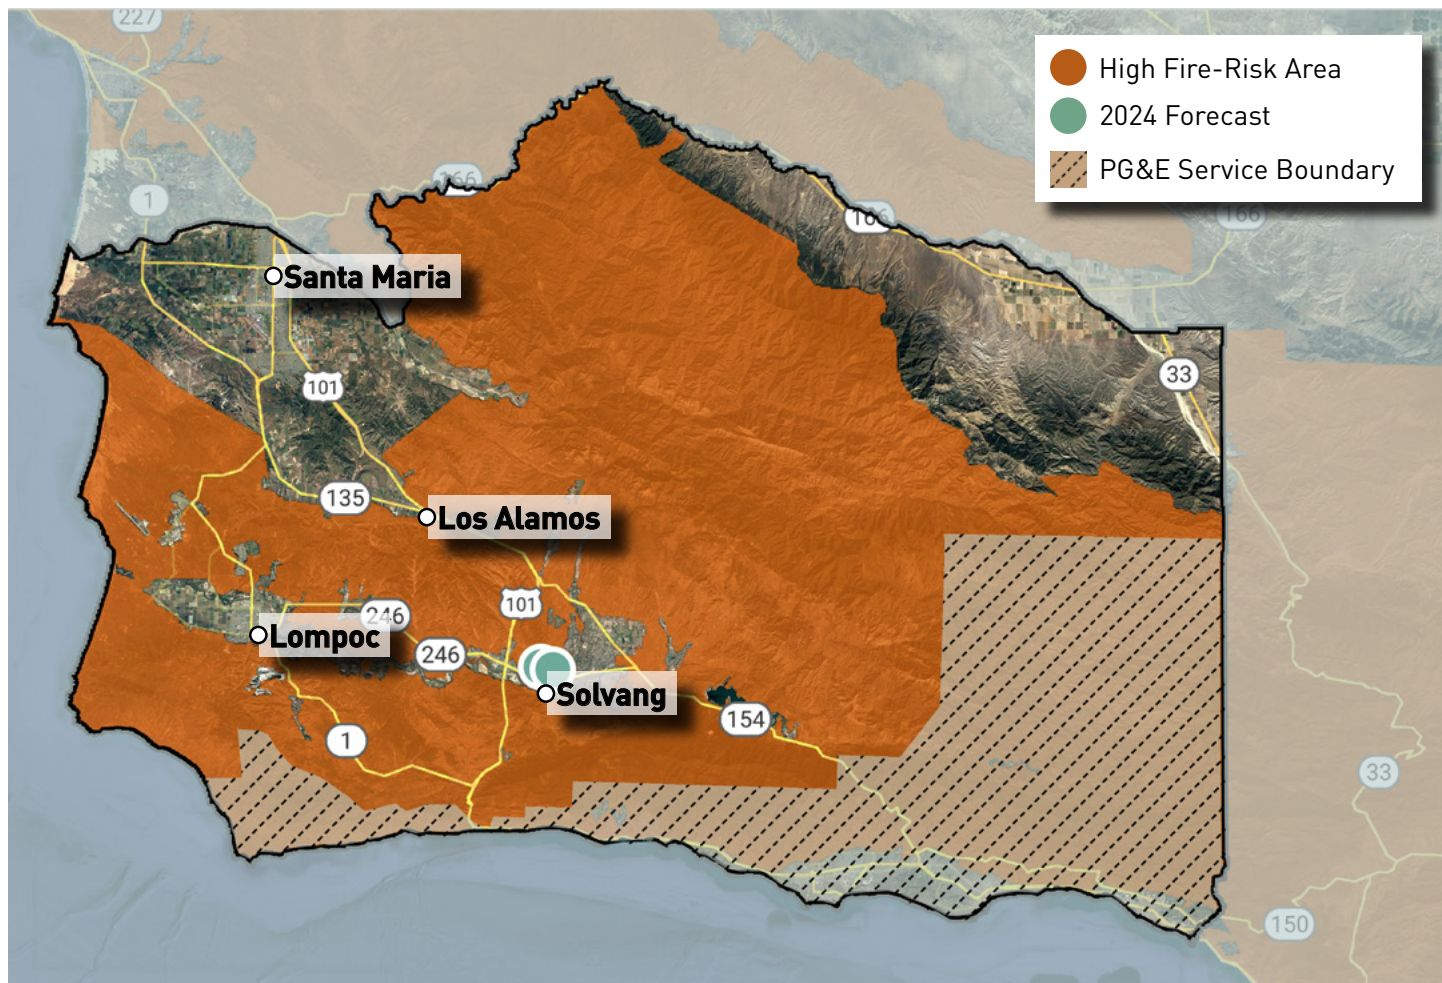 227
High Fire-Risk Area
2024 Forecast
PG&E Service Boundary
166
1
166
166
Santa Maria
33
101
135
Los Alamos
101
246
Lompoc
246
Solvang
154
1
33
150